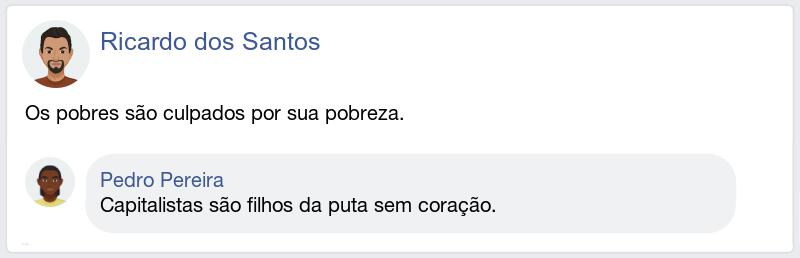 Ricardo dos Santos
Os pobres são culpados por sua pobreza.
Pedro Pereira
Capitalistas são filhos da puta sem coração.